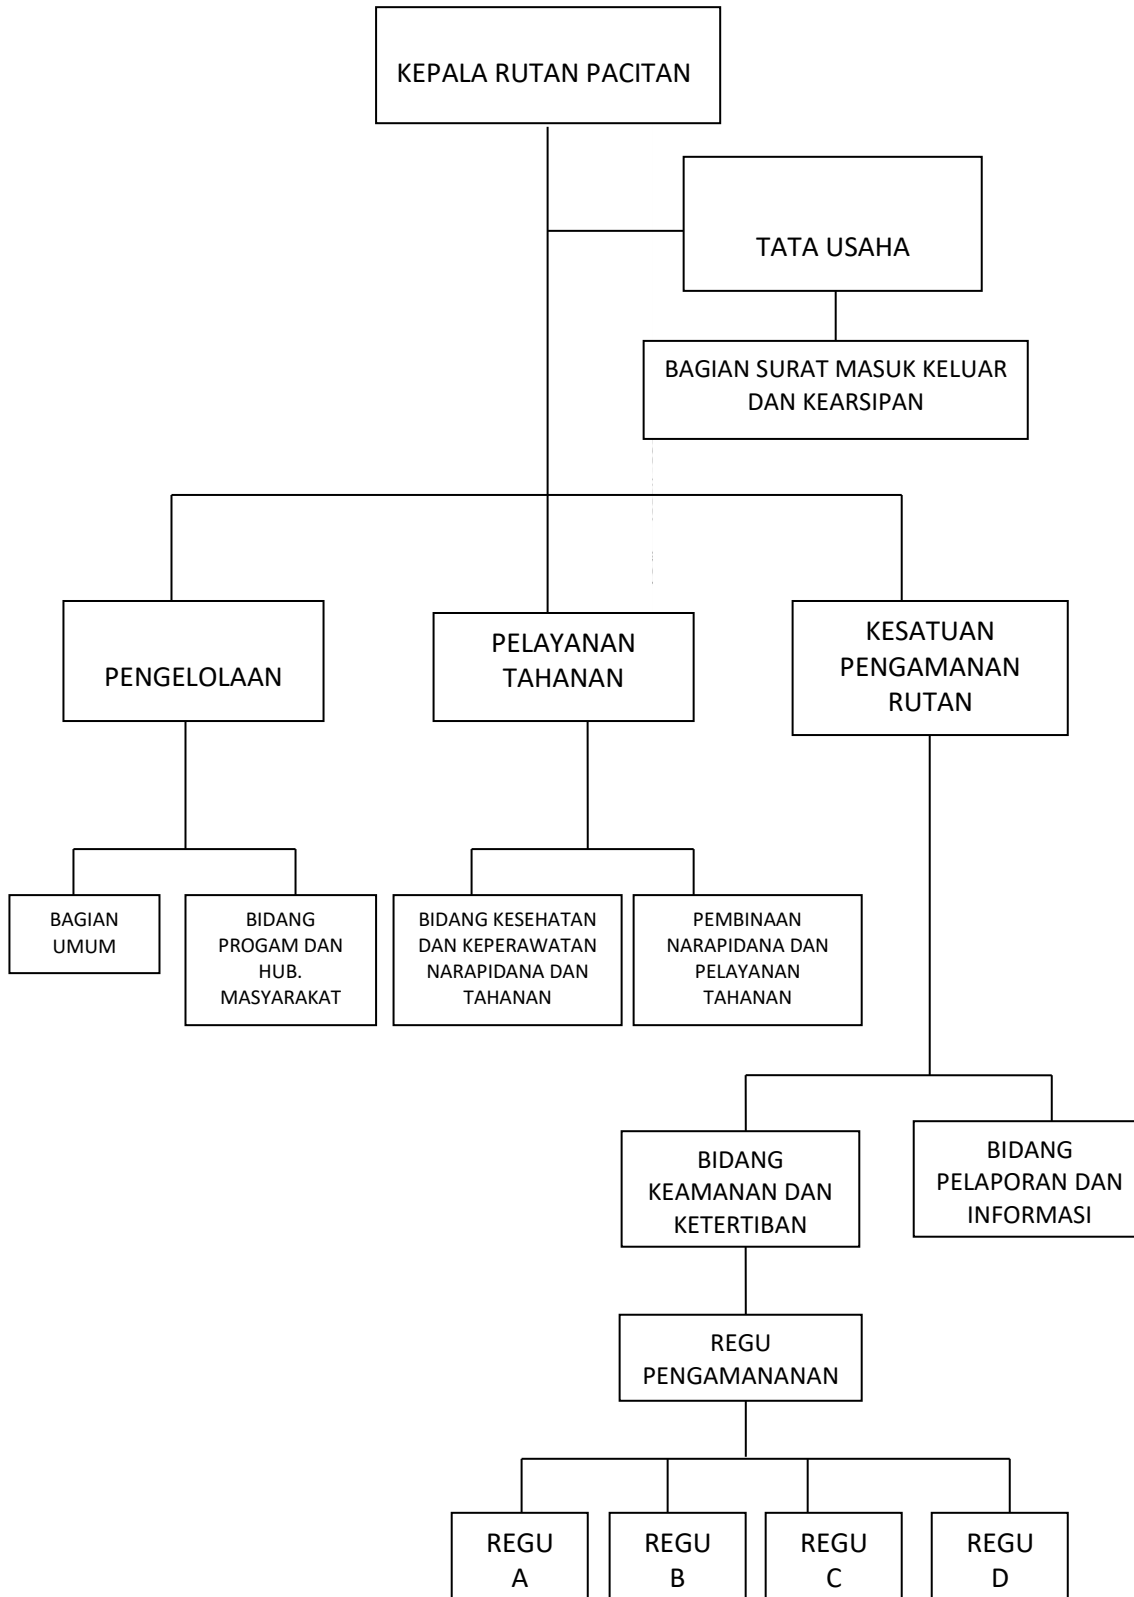 KEPALA RUTAN PACITAN
TATA USAHA
BAGIAN SURAT MASUK KELUAR
DAN KEARSIPAN
PENGELOLAAN
PELAYANAN
TAHANAN
KESATUAN
PENGAMANAN
RUTAN
BAGIAN
UMUM
BIDANG
PROGAM DAN
HUB.
MASYARAKAT
BIDANG KESEHATAN
DAN KEPERAWATAN
NARAPIDANA DAN
TAHANAN
PEMBINAAN
NARAPIDANA DAN
PELAYANAN
TAHANAN
BIDANG
KEAMANAN DAN
KETERTIBAN
BIDANG
PELAPORAN DAN
INFORMASI
REGU
PENGAMANANAN
REGU
A
REGU
B
REGU
C
REGU
D